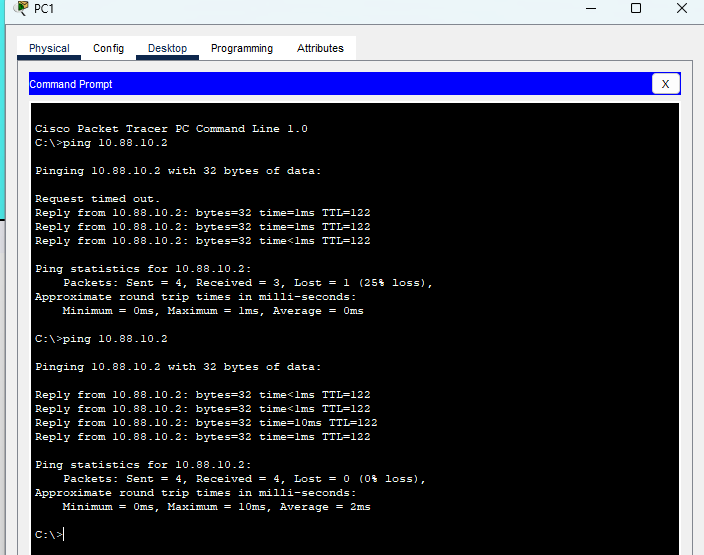 PC1
Physical Config Desktop Programming Attributes
Command Prompt X
Cisco Packet Tracer PC Command Line 1.0
C:\>ping 10.88.10.2
Pinging 10.88.10.2 with 32 bytes of data:
Request timed out.
Reply from 10.88.10.2: bytes=32 time=1ms TTL=122
Reply from 10.88.10.2: bytes=32 time=1ms TTL=122
Reply from 10.88.10.2: bytes=32 time<1ms TTL=122
Ping statistics for 10.88.10.2:
Packets: Sent = 4, Received = 3, Lost = 1 (25% loss),
Approximate round trip times in milli-seconds:
Minimum = 0ms, Maximum = 1ms, Average = 0ms
C:\>ping 10.88.10.2
Pinging 10.88.10.2 with 32 bytes of data:
Reply from 10.88.10.2: bytes=32 time<1ms TTL=122
Reply from 10.88.10.2: bytes=32 time<1ms TTL=122
Reply from 10.88.10.2: bytes=32 time=10ms TTL=122
Reply from 10.88.10.2: bytes=32 time=1ms TTL=122
Ping statistics for 10.88.10.2:
Packets: Sent = 4, Received = 4, Lost = 0 (0% loss),
Approximate round trip times in milli-seconds:
Minimum = 0ms, Maximum = 10ms, Average = 2ms
C:\>